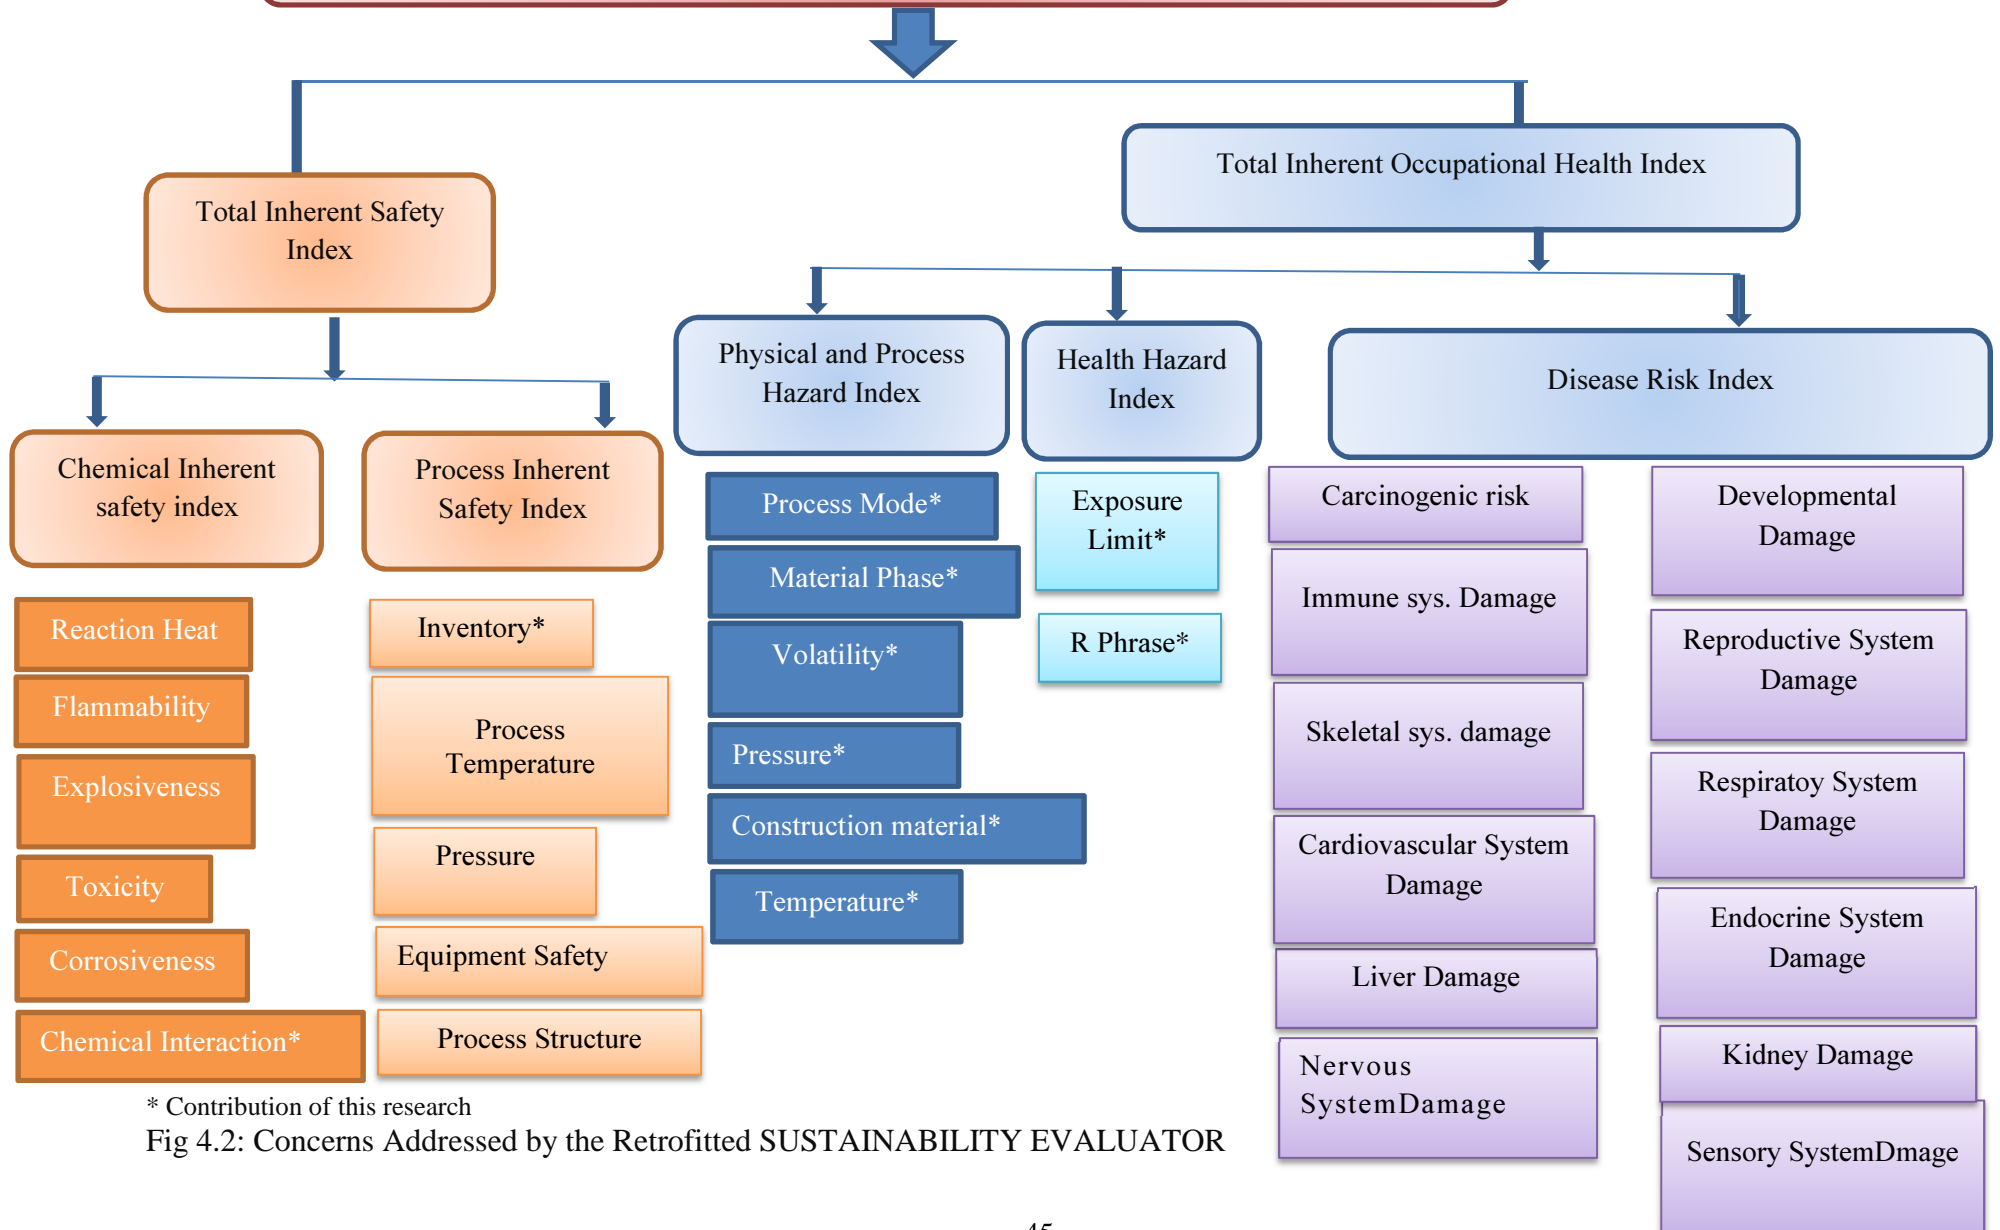 Total Inherent Occupational Health Index
Total Inherent Safety
Index
Physical and Process
Hazard Index
Health Hazard
Index
Disease Risk Index
Chemical Inherent
safety index
Process Inherent
Safety Index
Reaction Heat
Flammability
Explosiveness
Toxicity
Corrosiveness
Chemical Interaction*
Inventory*
Process
Temperature
Pressure
Equipment Safety
Process Structure
Process Mode*
Material Phase*
Volatility*
Pressure*
Construction material*
Temperature*
Exposure
Limit*
R Phrase*
Carcinogenic risk
Immune sys. Damage
Skeletal sys. damage
Cardiovascular System
Damage
Liver Damage
Nervous
SystemDamage
Developmental
Damage
Reproductive System
Damage
Respiratoy System
Damage
Endocrine System
Damage
Kidney Damage
Sensory SystemDmage
* Contribution of this research
Fig 4.2: Concerns Addressed by the Retrofitted SUSTAINABILITY EVALUATOR
45